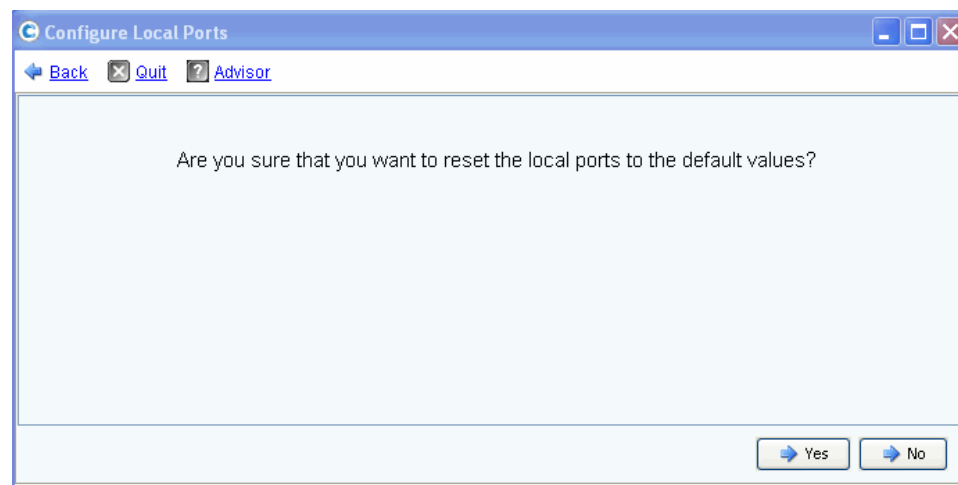 Configure Local Ports
Back Quit Advisor
Are you sure that you want to reset the local ports to the default values?
Yes No